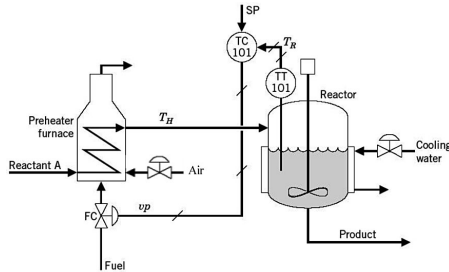 SP
TC
101
T_R
TT
101
Reactor
Preheater
furnace
T_H
Cooling
water
Reactant A
Air
FC
vp
Product
Fuel